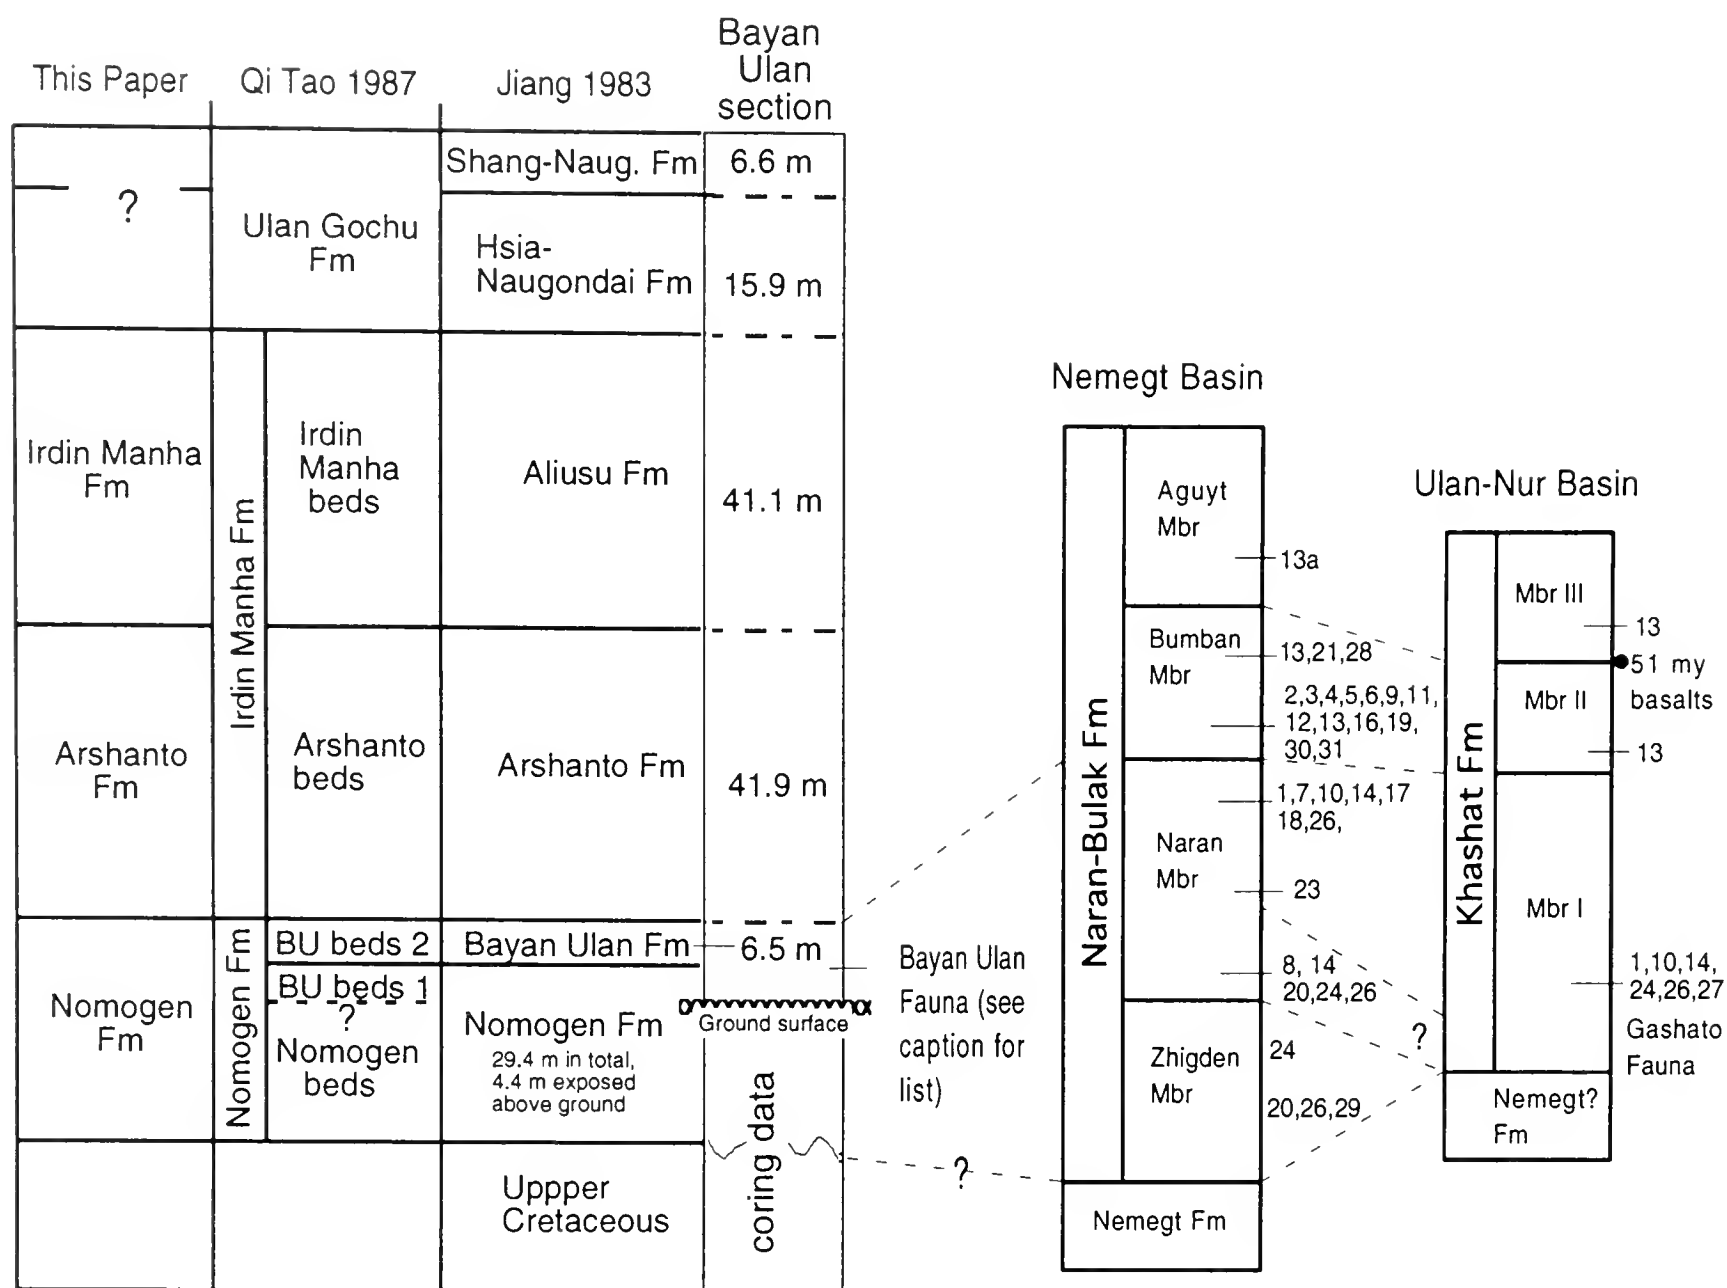 This Paper
Qi Tao 1987
Jiang 1983
Bayan
Ulan
section
?
Ulan Gochu
Fm
Shang-Naug. Fm
6.6 m
Hsia-
Naugondai Fm
15.9 m
Irdin Manha
Fm
Irdin Manha Fm
Irdin
Manha
beds
Aliusu Fm
41.1 m
Arshanto
Fm
Arshanto
beds
Arshanto Fm
41.9 m
Nomogen
Fm
Nomogen Fm
BU beds 2
BU beds 1
?
Nomogen
beds
Bayan Ulan Fm
6.5 m
Nomogen Fm
29.4 m in total,
4.4 m exposed
above ground
Ground surface
Uppper
Cretaceous
coring data
Bayan Ulan
Fauna (see
caption for
list)
?
Nemegt Basin
Naran-Bulak Fm
Aguyt
Mbr
13a
Bumban
Mbr
13,21,28
2,3,4,5,6,9,11,
12,13,16,19,
30,31
Naran
Mbr
1,7,10,14,17
18,26,
23
8, 14
20,24,26
Zhigden
Mbr
24
20,26,29
Nemegt Fm
?
Ulan-Nur Basin
Khashat Fm
Mbr III
13
51 my
basalts
Mbr II
13
Mbr I
1,10,14,
24,26,27
Gashato
Fauna
Nemegt?
Fm